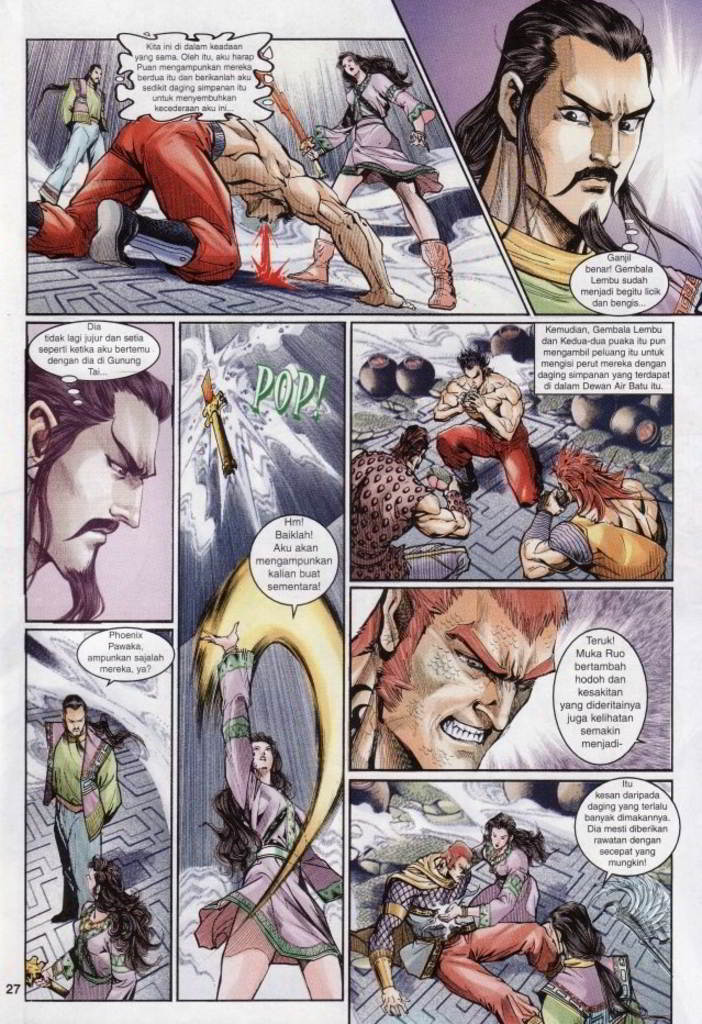 Kita ini di dalam keadaan
yang sama. Oleh itu, aku harap
Puan mengampunkan mereka
berdua itu dan berikanlah aku
sedikit daging simpanan itu
untuk menyembuhkan
kecederaan aku ini...
Ganjil
benar! Gembala
Lembu sudah
menjadi begitu licik
dan bengis...
Dia
tidak lagi jujur dan setia
seperti ketika aku bertemu
dengan dia di Gunung
Tai...
POP!
Hm!
Baiklah!
Aku akan
mengampunkan
kalian buat
sementara!
Phoenix
Pawaka,
ampunkan sajalah
mereka, ya?
Kemudian, Gembala Lembu
dan Kedua-dua puaka itu pun
mengambil peluang itu untuk
mengisi perut mereka dengan
daging simpanan yang terdapat
di dalam Dewan Air Batu itu.
Teruk!
Muka Ruo
bertambah
hodoh dan
kesakitan
yang dideritainya
juga kelihatan
semakin
menjadi-
Itu
kesan daripada
daging yang terlalu
banyak dimakannya.
Dia mesti diberikan
rawatan dengan
secepat yang
mungkin!
27